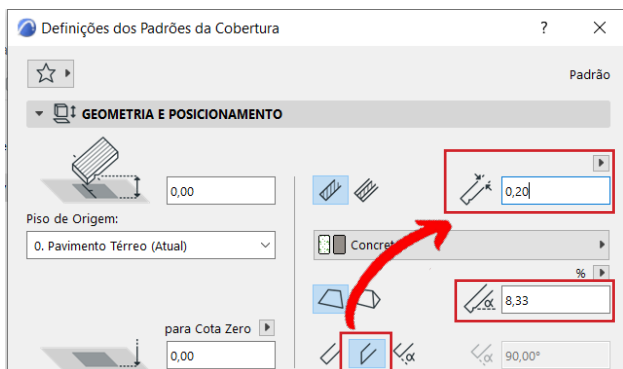 Definições dos Padrões da Cobertura ?
Padrão
GEOMETRIA E POSICIONAMENTO
0,00
0,20
Piso de Origem:
0. Pavimento Térreo (Atual)
%
α 8,33
para Cota Zero
0,00
α
α 90,00°